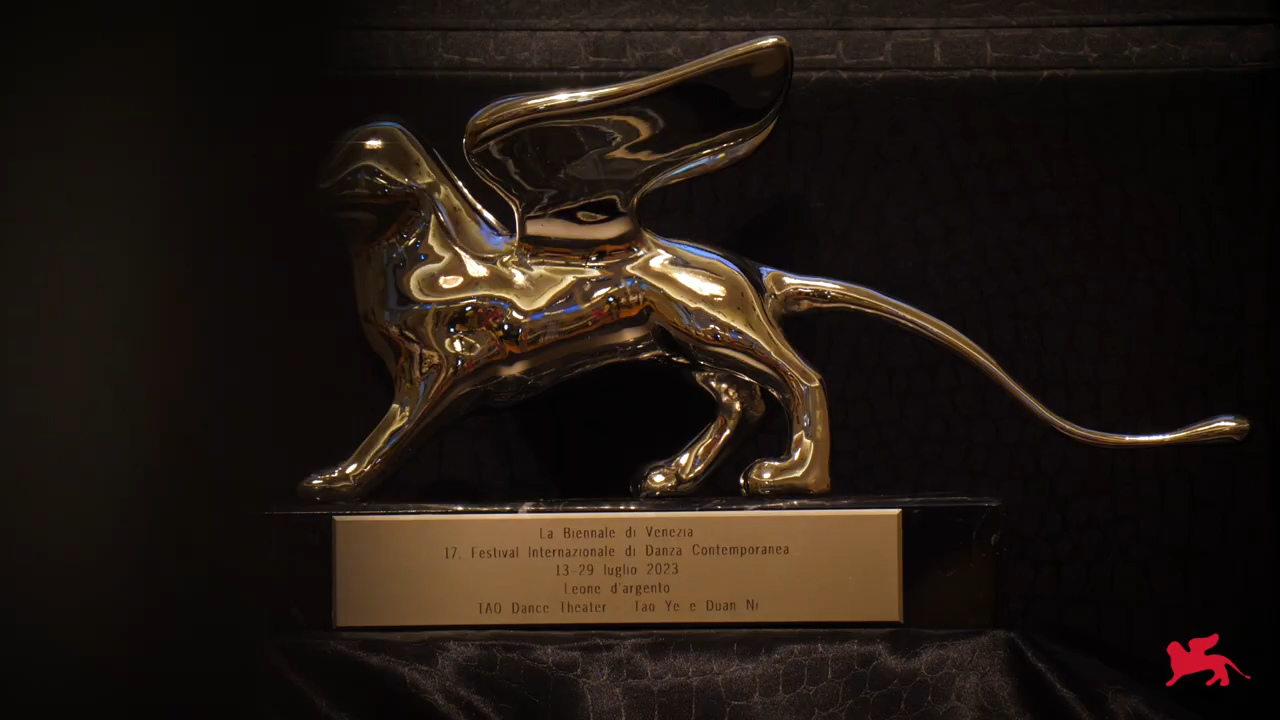 La Biennale di Venezia
17. Festival Internazionale di Danza Contemporanea
13-29 luglio 2023
Leone d'argento
TAO Dance Theater Tao Ye e Duan Ni